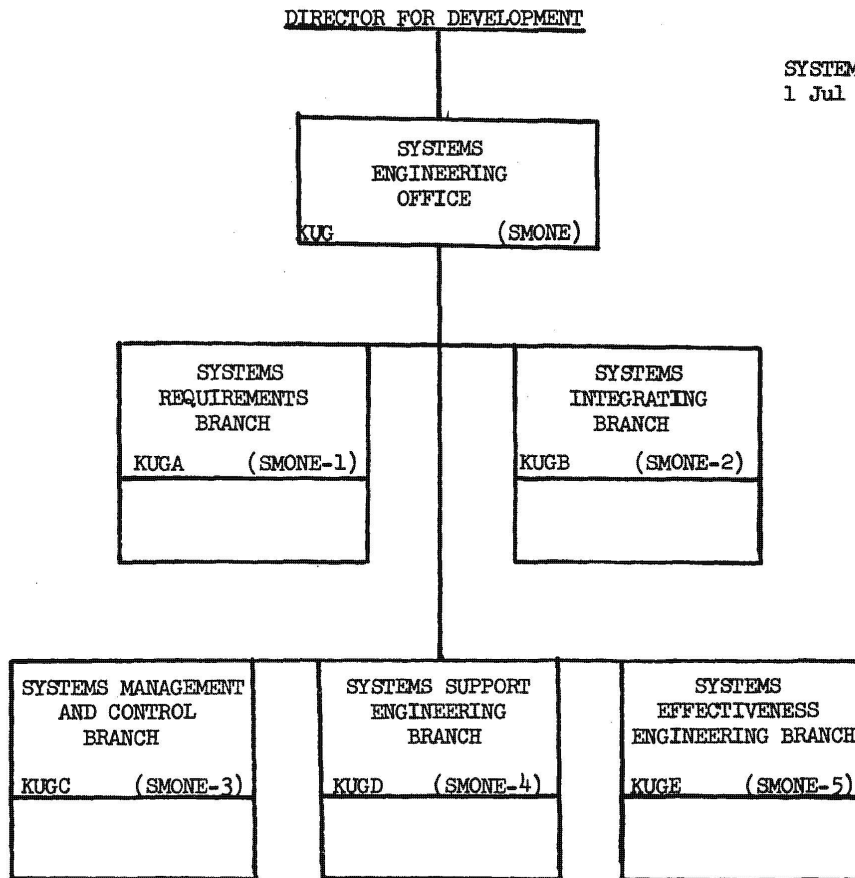 DIRECTOR FOR DEVELOPMENT
SYSTEM
1 Jul
SYSTEMS
ENGINEERING
OFFICE
KUG (SMONE)
SYSTEMS
REQUIREMENTS
BRANCH
KUGA (SMONE-1)
SYSTEMS
INTEGRATING
BRANCH
KUGB (SMONE-2)
SYSTEMS MANAGEMENT
AND CONTROL
BRANCH
KUGC (SMONE-3)
SYSTEMS SUPPORT
ENGINEERING
BRANCH
KUGD (SMONE-4)
SYSTEMS
EFFECTIVENESS
ENGINEERING BRANCH
KUGE (SMONE-5)